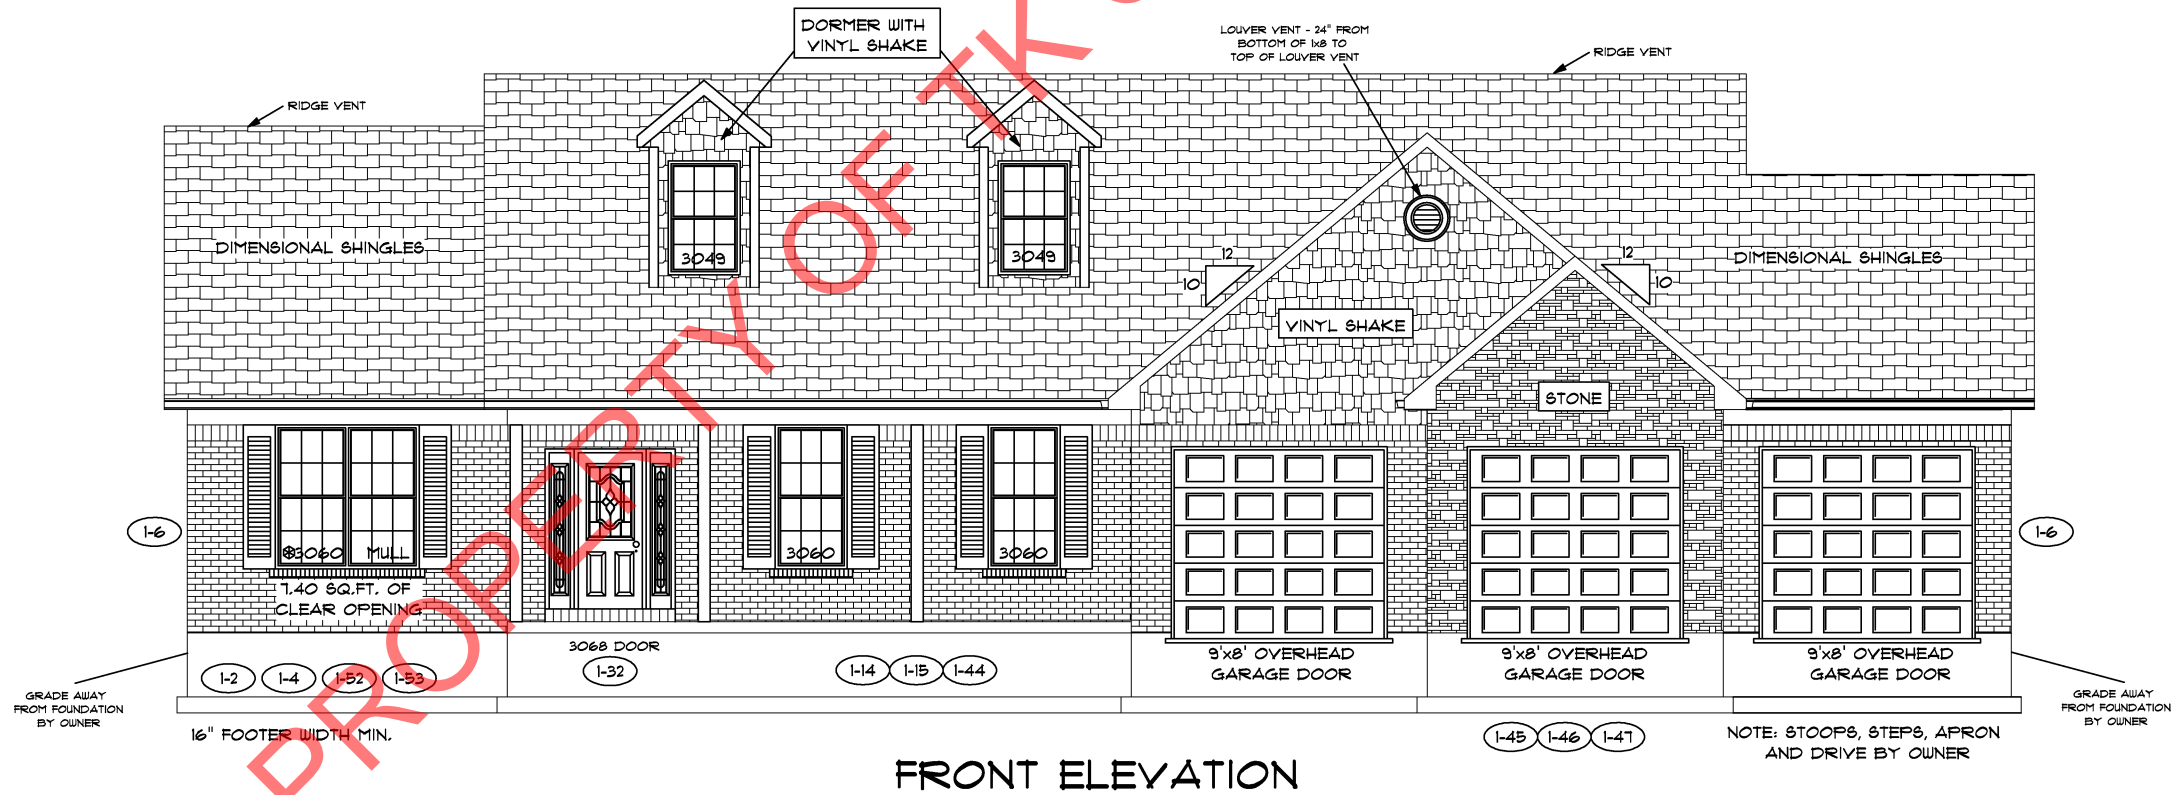 DORMER WITH
VINYL SHAKE
LOUVER VENT - 24" FROM
BOTTOM OF 1x8 TO
TOP OF LOUVER VENT
RIDGE VENT
RIDGE VENT
DIMENSIONAL SHINGLES
3049
3049
12
10
12
10
DIMENSIONAL SHINGLES
VINYL SHAKE
STONE
1-6
3060 MULL
3060
3060
1-6
7.40 SQ.FT. OF
CLEAR OPENING
3068 DOOR
1-32
9'x8' OVERHEAD
GARAGE DOOR
9'x8' OVERHEAD
GARAGE DOOR
9'x8' OVERHEAD
GARAGE DOOR
1-2 1-4 1-52 1-53
1-14 1-15 1-44
GRADE AWAY
FROM FOUNDATION
BY OWNER
GRADE AWAY
FROM FOUNDATION
BY OWNER
16" FOOTER WIDTH MIN.
1-45 1-46 1-47
NOTE: STOOPS, STEPS, APRON
AND DRIVE BY OWNER
FRONT ELEVATION
PROPERTY OF TK